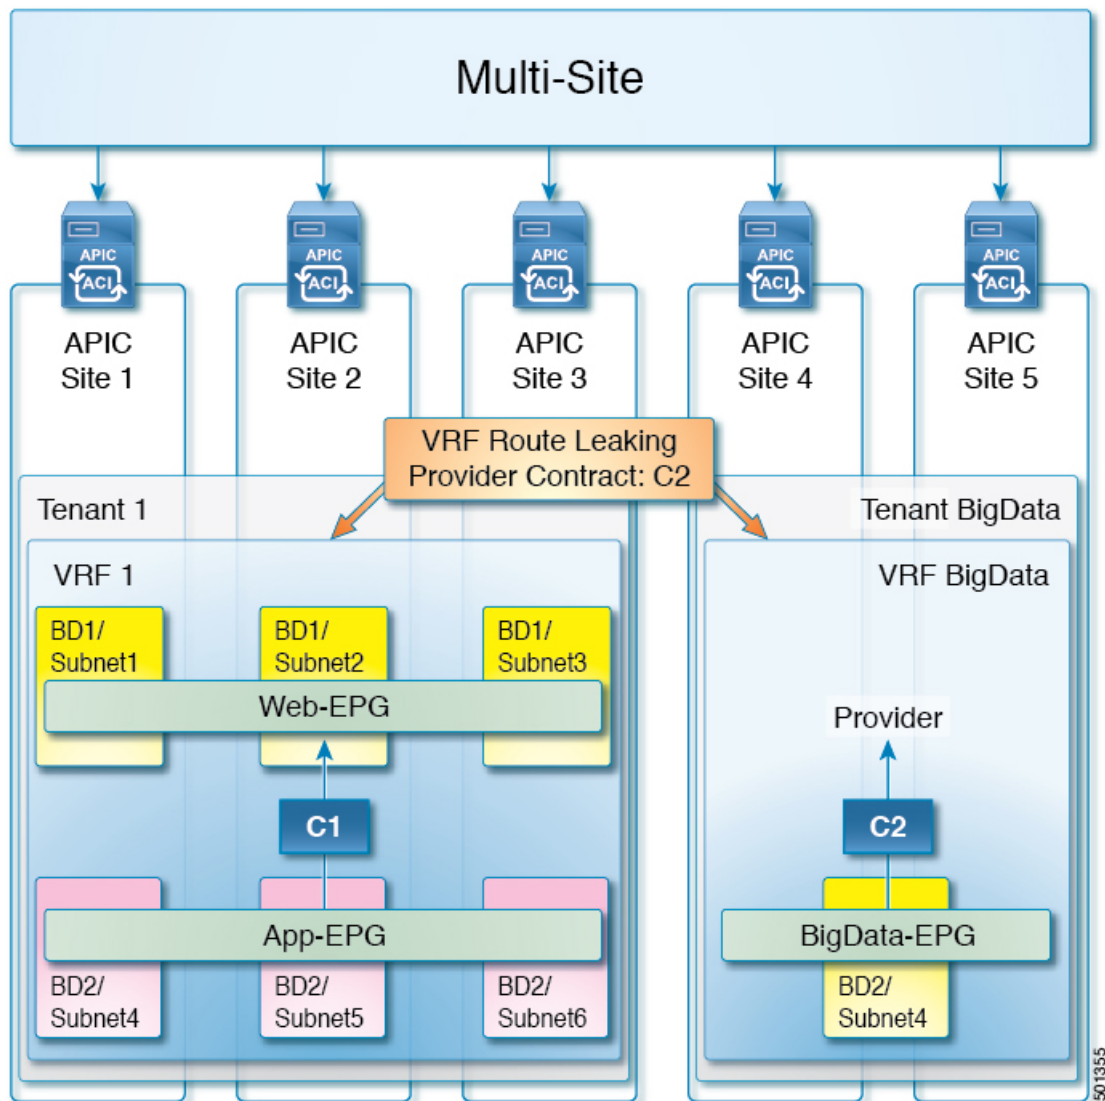 Multi-Site
APIC
ACI
APIC
ACI
APIC
ACI
APIC
ACI
APIC
ACI
APIC
Site 1
APIC
Site 2
APIC
Site 3
APIC
Site 4
APIC
Site 5
VRF Route Leaking
Provider Contract: C2
Tenant 1
Tenant BigData
VRF 1
VRF BigData
BD1/
Subnet1
BD1/
Subnet2
BD1/
Subnet3
Web-EPG
Provider
C1
C2
App-EPG
BigData-EPG
BD2/
Subnet4
BD2/
Subnet5
BD2/
Subnet6
BD2/
Subnet4
501355